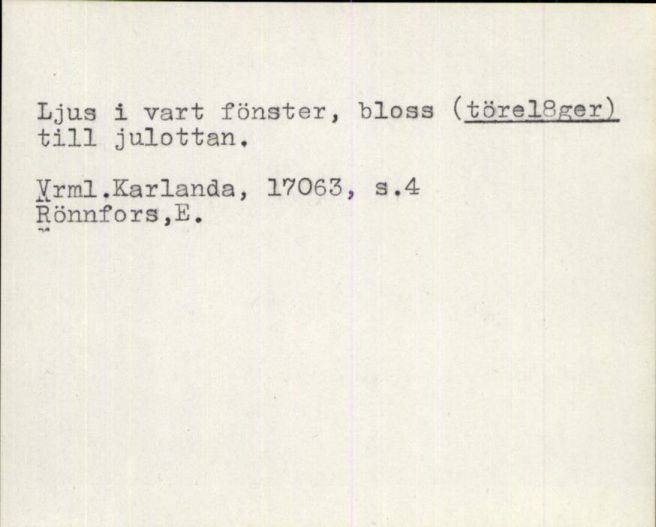 Ljus i vart fönster, bloss (törel8ger)
till julottan.
Vrml.Karlanda, 17063, s.4
Rönnfors,E.